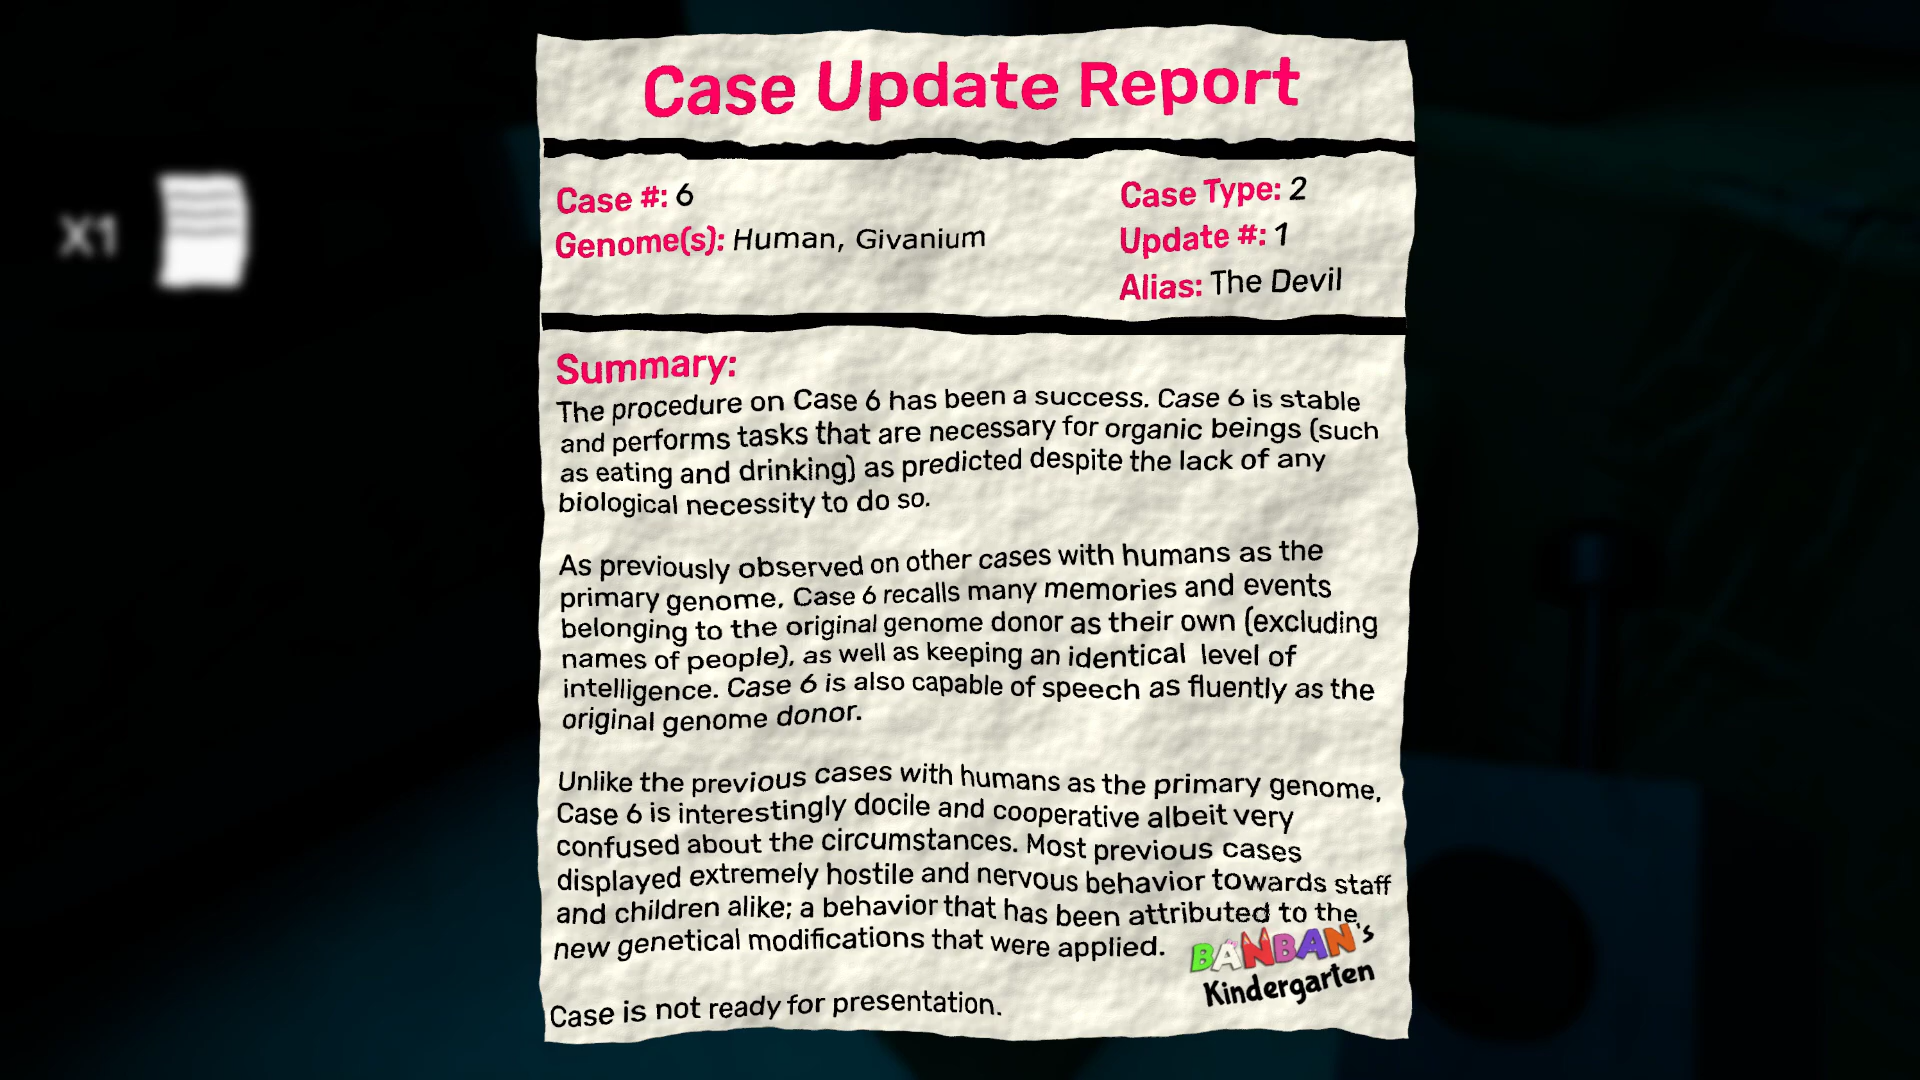 X1
Case Update Report
Case #: 6
Genome(s): Human, Givanium
Case Type: 2
Update #: 1
Alias: The Devil
Summary:
The procedure on Case 6 has been a success. Case 6 is stable
and performs tasks that are necessary for organic beings (such
as eating and drinking) as predicted despite the lack of any
biological necessity to do so.
As previously observed on other cases with humans as the
primary genome, Case 6 recalls many memories and events
belonging to the original genome donor as their own (excluding
names of people), as well as keeping an identical level of
intelligence. Case 6 is also capable of speech as fluently as the
original genome donor.
Unlike the previous cases with humans as the primary genome,
Case 6 is interestingly docile and cooperative albeit very
confused about the circumstances. Most previous cases
displayed extremely hostile and nervous behavior towards staff
and children alike; a behavior that has been attributed to the
new genetical modifications that were applied.
Case is not ready for presentation.
BANBAN's
Kindergarten